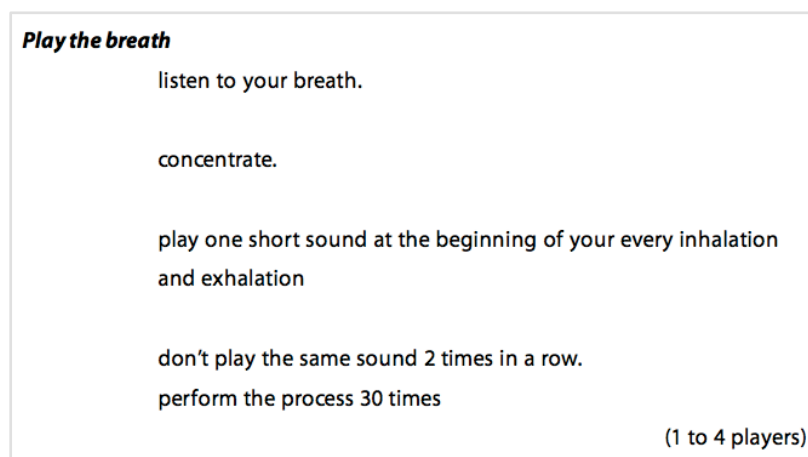 Play the breath
listen to your breath.
concentrate.
play one short sound at the beginning of your every inhalation
and exhalation
don't play the same sound 2 times in a row.
perform the process 30 times
(1 to 4 players)